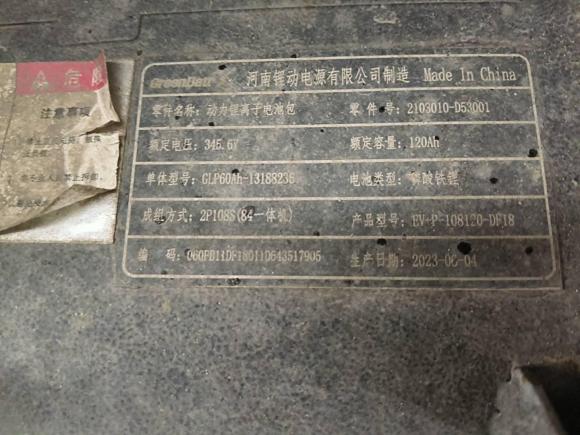 危
注意事项
GreenBatt 河南锂动电源有限公司制造 Made In China
零件名称: 动力锂离子电池包 零件号: 2103010-D53001
额定电压: 345.6V 额定容量: 120Ah
单体型号: GLP60Ah-13188236 电池类型: 磷酸铁锂
成组方式: 2P108S(84一体机) 产品型号: EV-P-108120-DF18
编 码: 06QPB11DF18011D643517905 生产日期: 2023-06-04